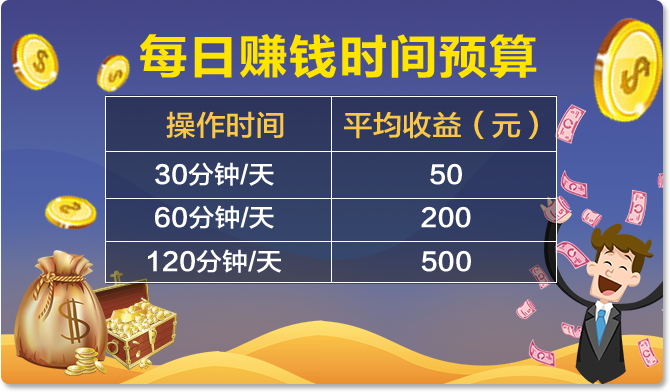 每日赚钱时间预算
操作时间 平均收益（元）
30分钟/天 50
60分钟/天 200
120分钟/天 500
$